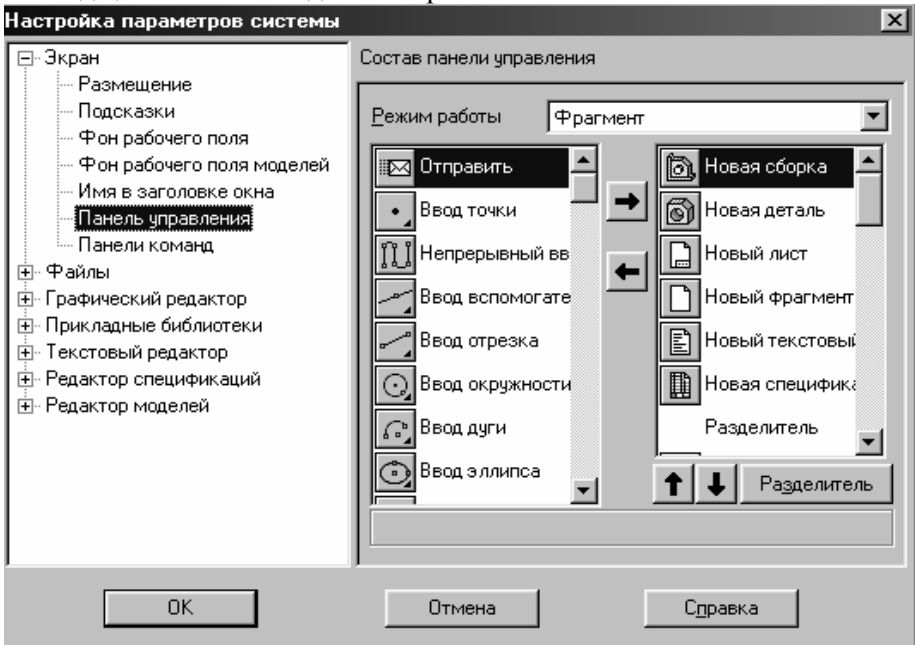 Настройка параметров системы
Экран
Размещение
Подсказки
Фон рабочего поля
Фон рабочего поля моделей
Имя в заголовке окна
Панель управления
Панели команд
Файлы
Графический редактор
Прикладные библиотеки
Текстовый редактор
Редактор спецификаций
Редактор моделей
Состав панели управления
Режим работы
Фрагмент
Отправить
Ввод точки
Непрерывный вв
Ввод вспомогате
Ввод отрезка
Ввод окружности
Ввод дуги
Ввод эллипса
Новая сборка
Новая деталь
Новый лист
Новый фрагмент
Новый текстовый
Новая специфика
Разделитель
Разделитель
OK
Отмена
Справка